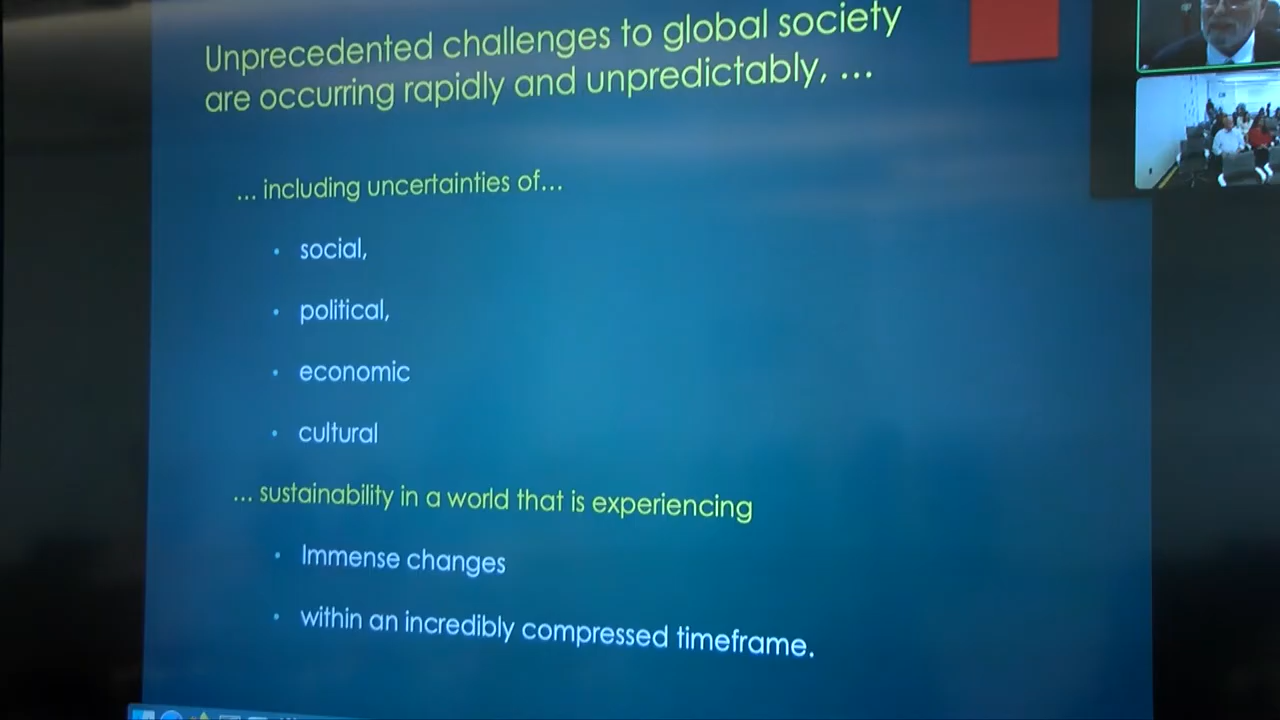 Unprecedented challenges to global society
are occurring rapidly and unpredictably, ...
... including uncertainties of...
• social,
• political,
• economic
• cultural
... sustainability in a world that is experiencing
• Immense changes
• within an incredibly compressed timeframe.